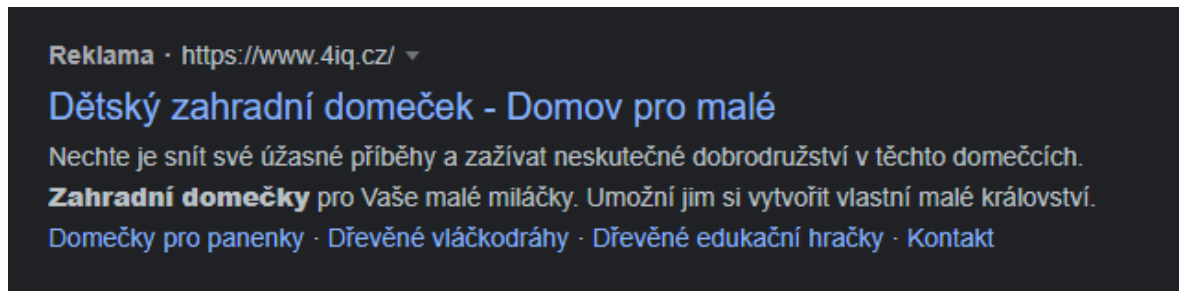 Reklama · https://www.4iq.cz/
Dětský zahradní domeček - Domov pro malé
Nechte je snít své úžasné příběhy a zažívat neskutečné dobrodružství v těchto domečcích.
Zahradní domečky pro Vaše malé miláčky. Umožní jim si vytvořit vlastní malé království.
Domečky pro panenky · Dřevěné vláčkodráhy · Dřevěné edukační hračky · Kontakt